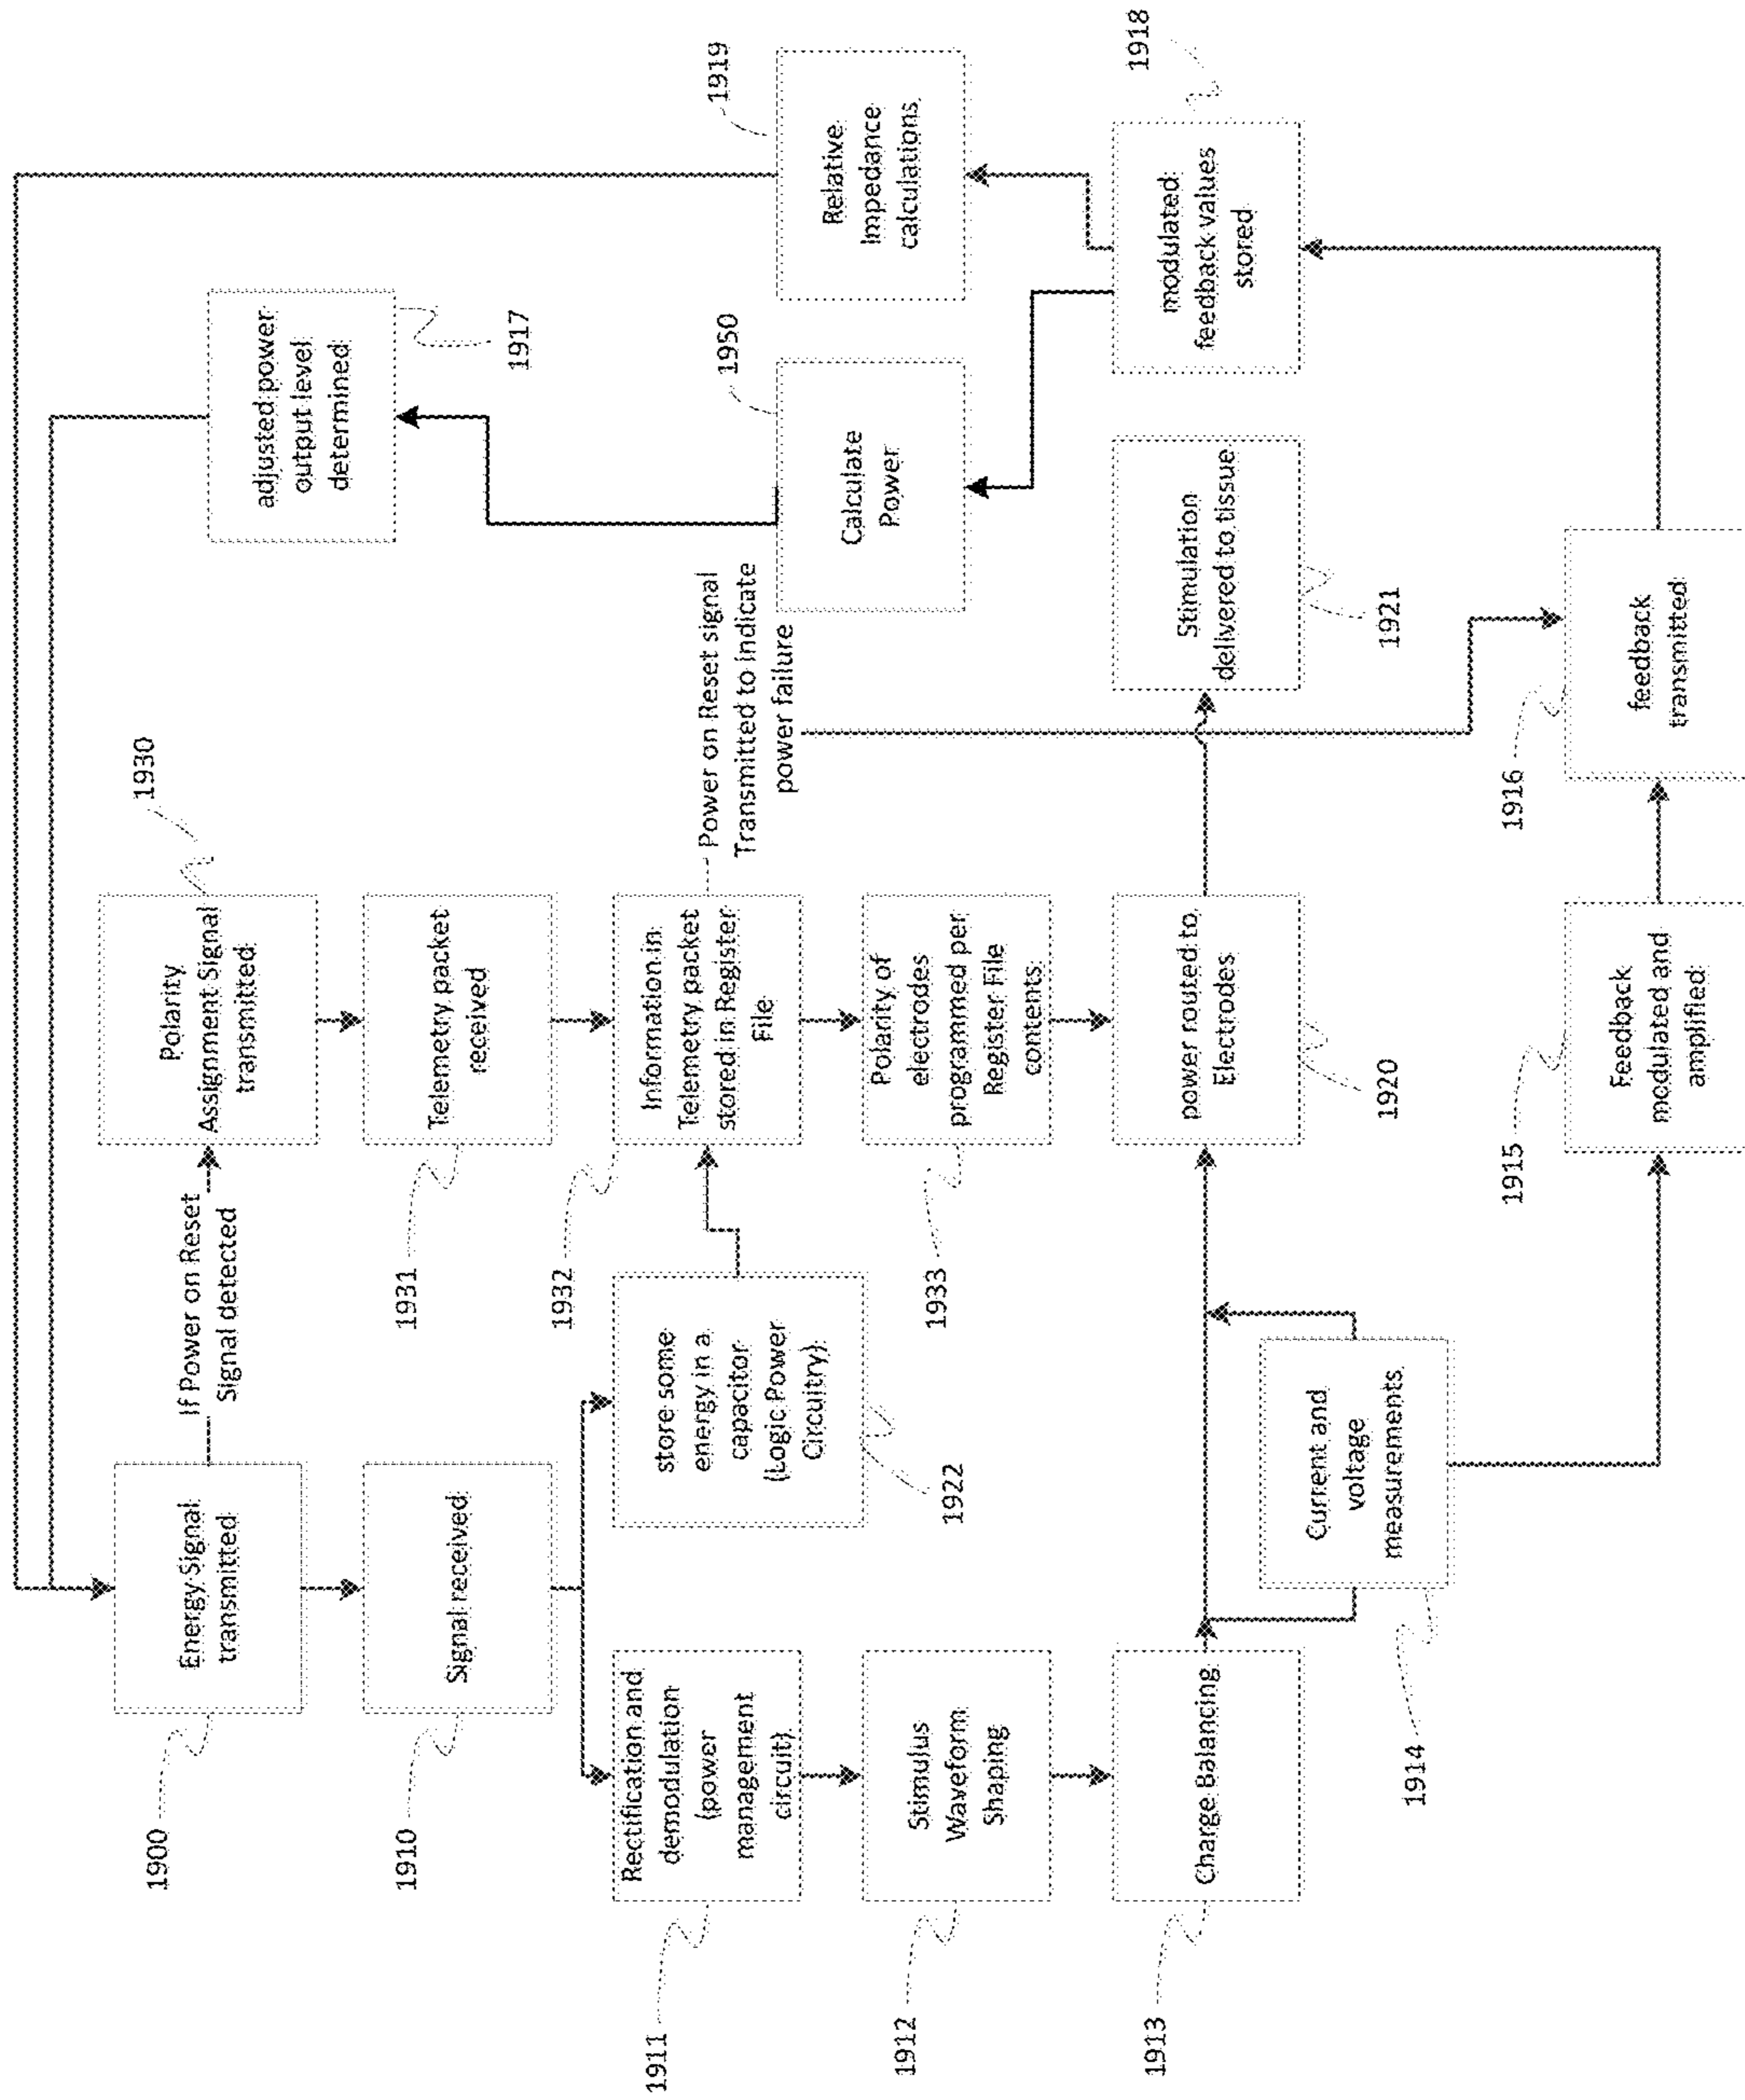 1900
Energy Signal
transmitted
If Power on Reset
Signal detected
1930
Polarity
Assignment Signal
transmitted
adjusted power
output level
determined
1917
1910
Signal received
1931
Telemetry packet
received
1911
Rectification and
demodulation
(power
management
circuit)
store some
energy in a
capacitor
(Logic Power
Circuitry)
1922
1932
Information in
Telemetry packet
stored in Register
File
Power on Reset signal
Transmitted to indicate
power failure
1950
Calculate
Power
1919
Relative
Impedance
calculations
1912
Stimulus
Waveform
Shaping
1933
Polarity of
electrodes
programmed per
Register File
contents
1913
Charge Balancing
power routed to
Electrodes
1920
Stimulation
delivered to tissue
1921
modulated
feedback values
stored
1918
1914
Current and
voltage
measurements
1915
Feedback
modulated and
amplified
1916
feedback
transmitted